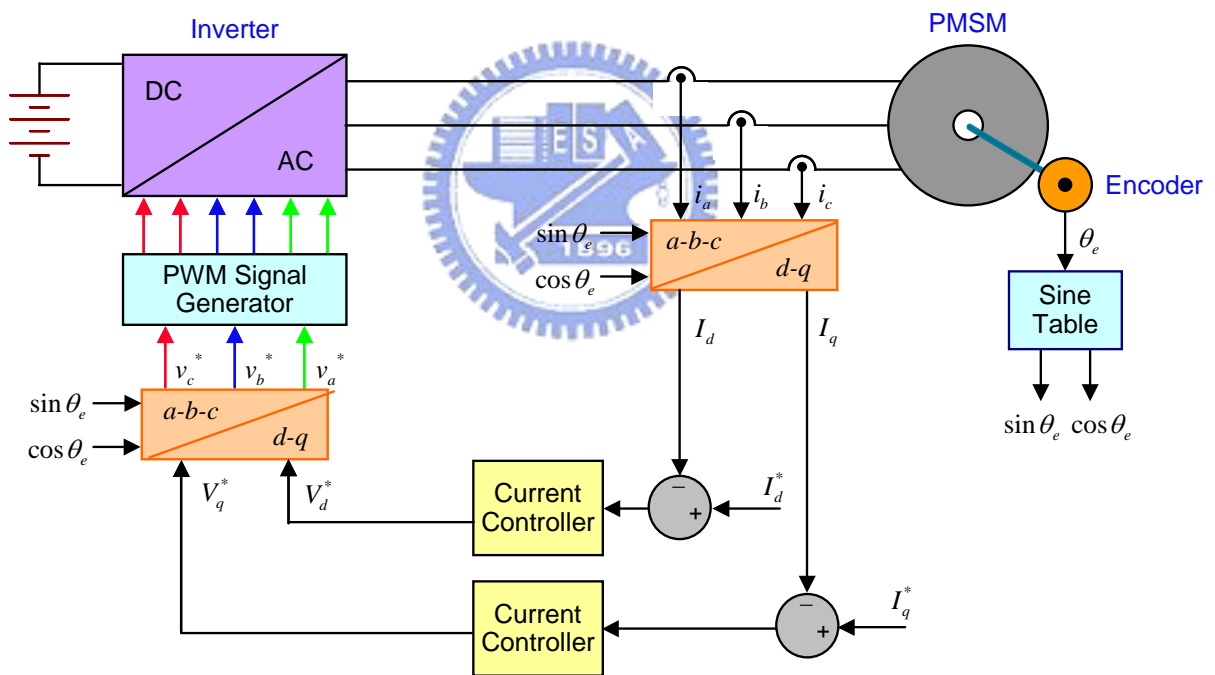 Inverter
PMSM
DC
AC
ESA
1896
i_a
i_b
i_c
Encoder
sin θ_e
cos θ_e
a-b-c
d-q
θ_e
PWM Signal
Generator
Sine
Table
I_d
I_q
v_c^*
v_b^*
v_a^*
sin θ_e
cos θ_e
a-b-c
d-q
sin θ_e
cos θ_e
V_q^*
V_d^*
Current
Controller
−
+
I_d^*
Current
Controller
−
+
I_q^*